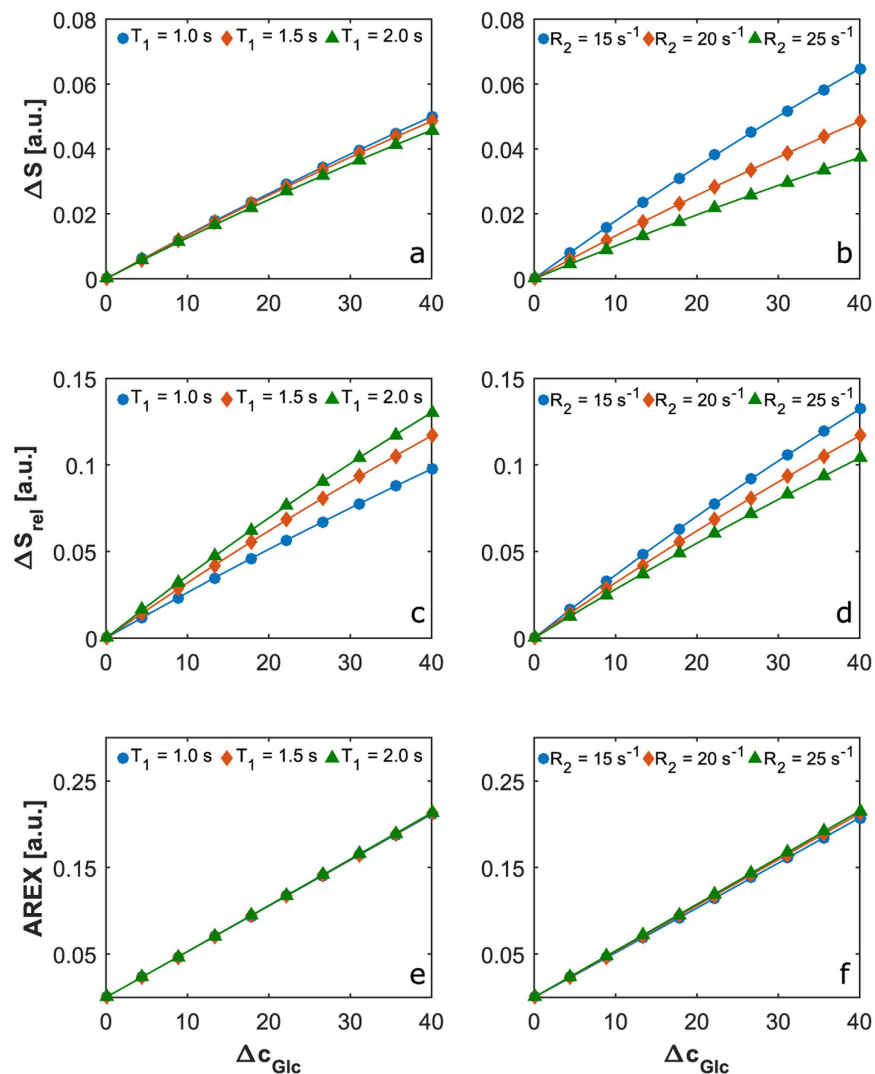 T1 = 1.0 s T1 = 1.5 s T1 = 2.0 s
0.08
0.06
0.04
0.02
0
ΔS [a.u.]
0 10 20 30 40
a
R2 = 15 s⁻¹ R2 = 20 s⁻¹ R2 = 25 s⁻¹
0.08
0.06
0.04
0.02
0
0 10 20 30 40
b
T1 = 1.0 s T1 = 1.5 s T1 = 2.0 s
0.15
0.1
0.05
0
ΔSrel [a.u.]
0 10 20 30 40
c
R2 = 15 s⁻¹ R2 = 20 s⁻¹ R2 = 25 s⁻¹
0.15
0.1
0.05
0
0 10 20 30 40
d
T1 = 1.0 s T1 = 1.5 s T1 = 2.0 s
0.25
0.15
0.05
AREX [a.u.]
0 10 20 30 40
e
ΔcGlc
R2 = 15 s⁻¹ R2 = 20 s⁻¹ R2 = 25 s⁻¹
0.25
0.15
0.05
0 10 20 30 40
f
ΔcGlc